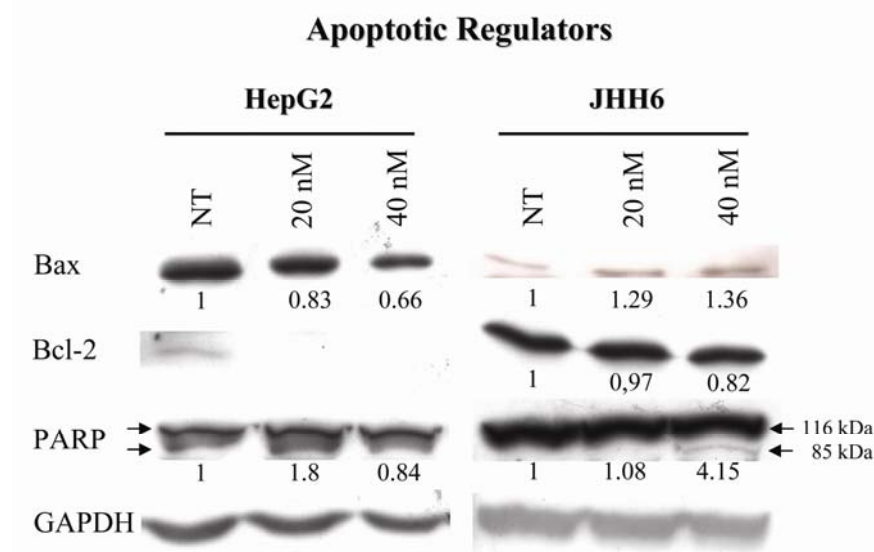 Apoptotic Regulators
HepG2 JHH6
NT 20 nM 40 nM NT 20 nM 40 nM
Bax
1 0.83 0.66 1 1.29 1.36
Bcl-2
1 0,97 0.82
PARP 116 kDa
85 kDa
1 1.8 0.84 1 1.08 4.15
GAPDH